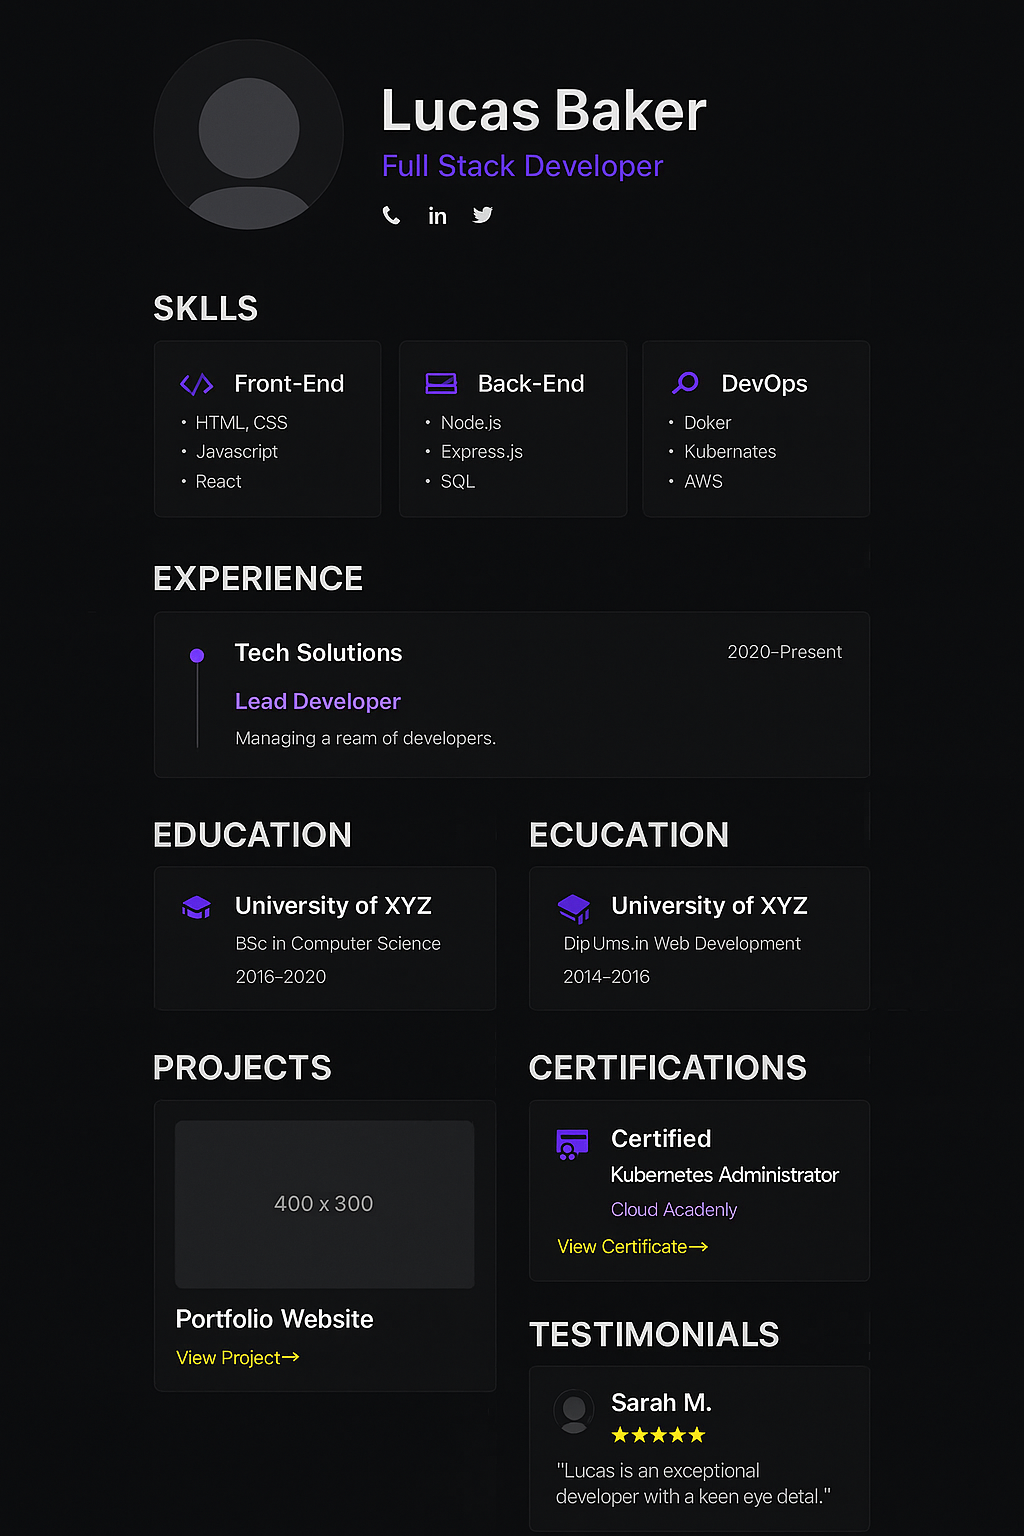 Lucas Baker
Full Stack Developer
in
SKLLS
Front-End
• HTML, CSS
• Javascript
• React
Back-End
• Node.js
• Express.js
• SQL
DevOps
• Doker
• Kubernates
• AWS
EXPERIENCE
Tech Solutions
2020–Present
Lead Developer
Managing a ream of developers.
EDUCATION
University of XYZ
BSc in Computer Science
2016–2020
ECUCATION
University of XYZ
Dip Ums.in Web Development
2014–2016
PROJECTS
400 x 300
Portfolio Website
View Project→
CERTIFICATIONS
Certified
Kubernetes Administrator
Cloud Acadenly
View Certificate→
TESTIMONIALS
Sarah M.
★★★★★
"Lucas is an exceptional
developer with a keen eye detal."